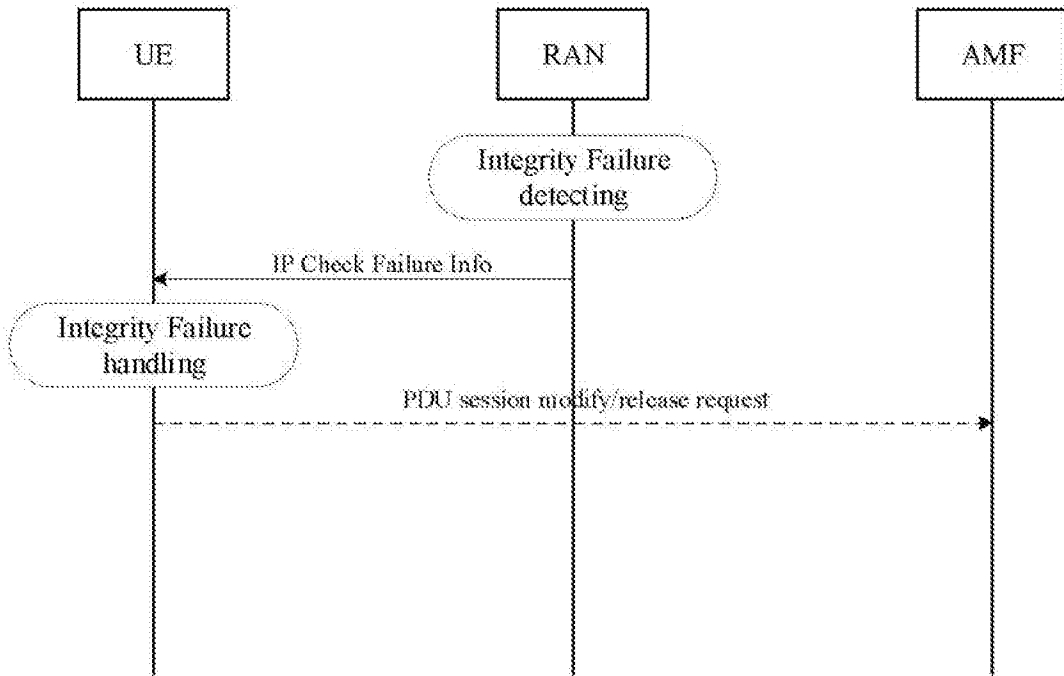 UE
RAN
AMF
Integrity Failure
detecting
IP Check Failure Info
Integrity Failure
handling
PDU session modify/release request